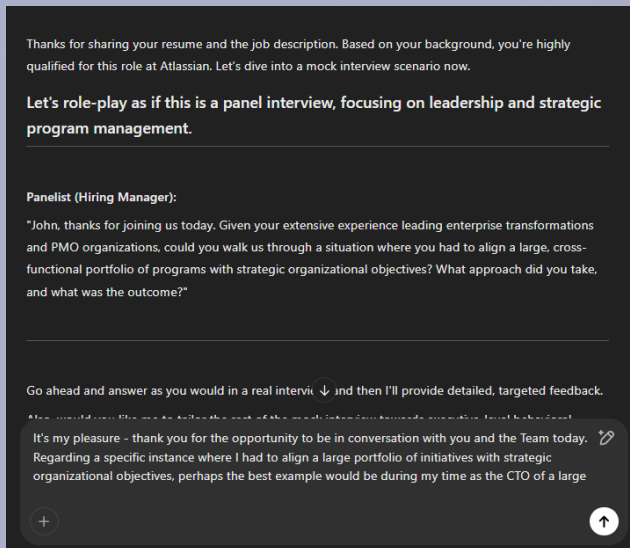 Thanks for sharing your resume and the job description. Based on your background, you're highly
qualified for this role at Atlassian. Let's dive into a mock interview scenario now.
Let's role-play as if this is a panel interview, focusing on leadership and strategic
program management.
Panelist (Hiring Manager):
"John, thanks for joining us today. Given your extensive experience leading enterprise transformations
and PMO organizations, could you walk us through a situation where you had to align a large, cross-
functional portfolio of programs with strategic organizational objectives? What approach did you take,
and what was the outcome?"
Go ahead and answer as you would in a real and then I'll provide detailed, targeted feedback.
Also, would you like me to tailor the rest of the mock interview towards executive-level behavioral
It's my pleasure - thank you for the opportunity to be in conversation with you and the Team today.
Regarding a specific instance where I had to align a large portfolio of initiatives with strategic
organizational objectives, perhaps the best example would be during my time as the CTO of a large